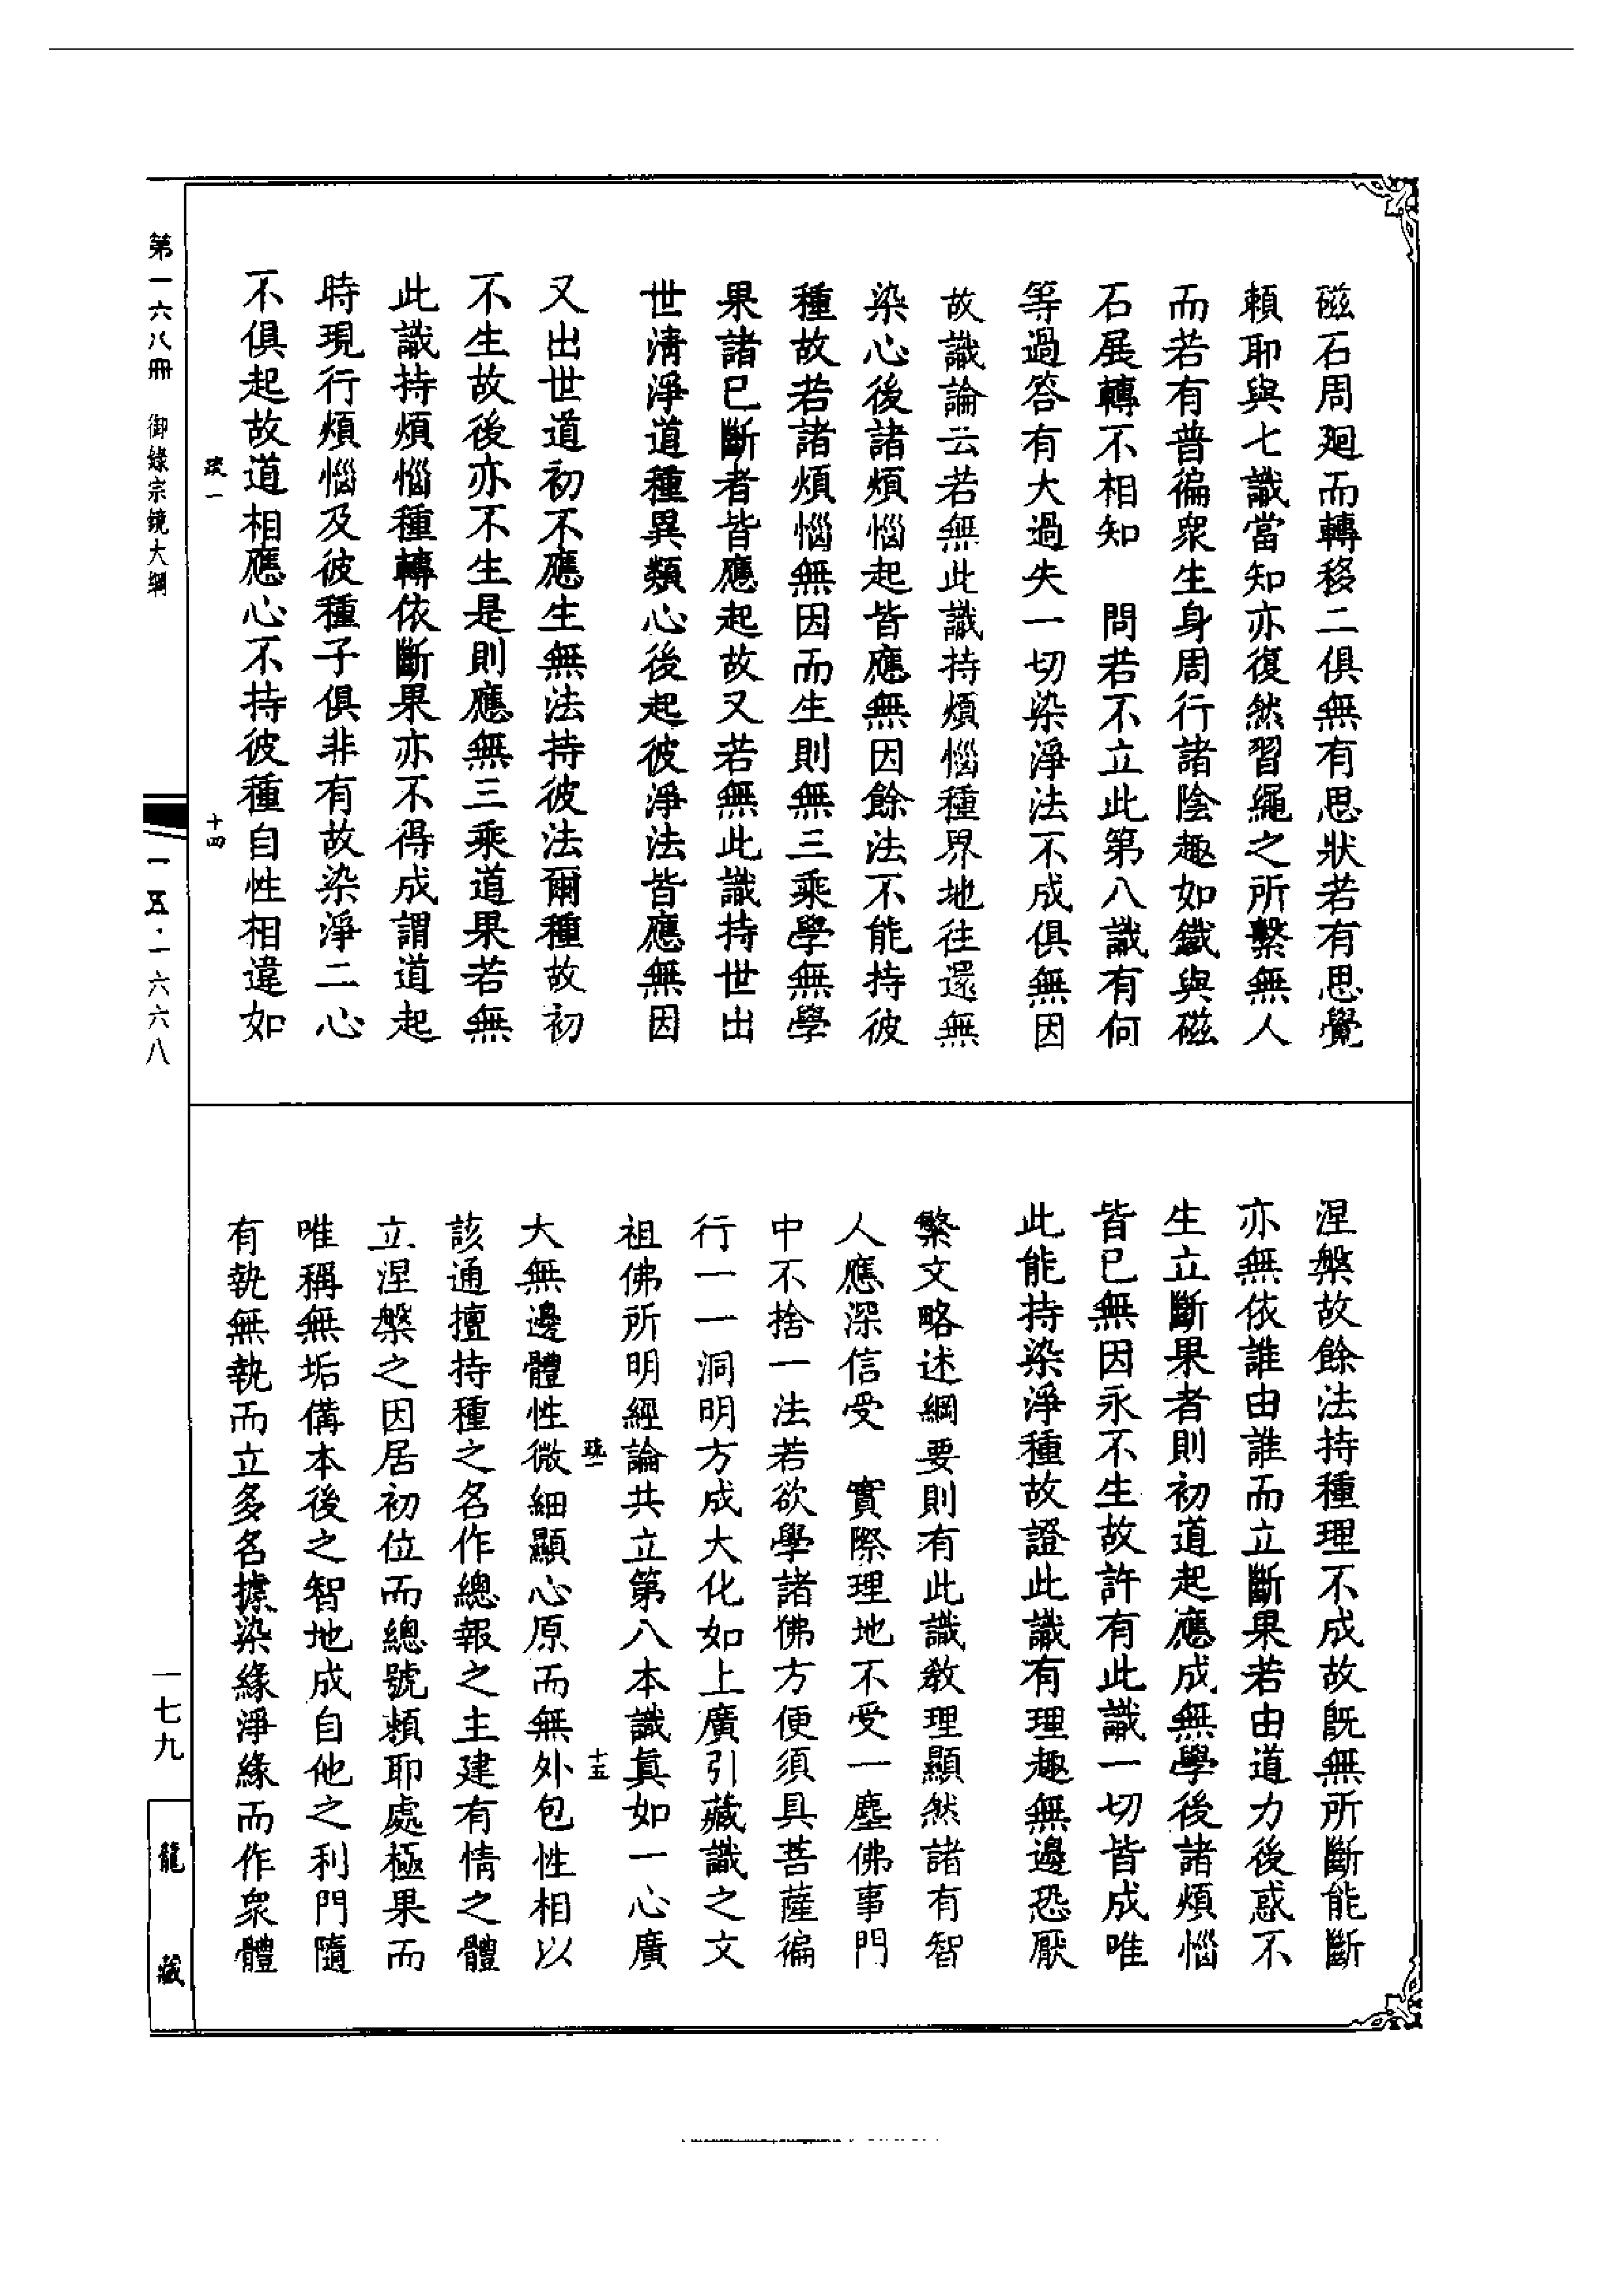 磁石周廻而轉移二俱無有思狀若有思覺
賴耶與七識當知亦復然習繩之所繫無人
而若有普徧衆生身周行諸陰趣如鐵與磁
石展轉不相知　問若不立此第八識有何
等過答有大過失一切染淨法不成俱無因
故識論云若無此識持煩惱種界地往還無
染心後諸煩惱起皆應無因餘法不能持彼
種故若諸煩惱無因而生則無三乘學無學
果諸已斷者皆應起故又若無此識持世出
世清淨道種異類心後起彼淨法皆應無因
又出世道初不應生無法持彼法爾種故初
不生故後亦不生是則應無三乘道果若無
此識持煩惱種轉依斷果亦不得成謂道起
時現行煩惱及彼種子俱非有故染淨二心
不俱起故道相應心不持彼種自性相違如
十四
涅槃故餘法持種理不成故既無所斷能斷
亦無依誰由誰而立斷果若由道力後惑不
生立斷果者則初道起應成無學後諸煩惱
皆已無因永不生故許有此識一切皆成唯
此能持染淨種故證此識有理趣無邊恐厭
繁文略述綱要則有此識教理顯然諸有智
人應深信受　實際理地不受一塵佛事門
中不捨一法若欲學諸佛方便須具菩薩徧
行一一洞明方成大化如上廣引藏識之文
祖佛所明經論共立第八本識真如一心廣
十五
大無邊體性微細顯心原而無外包性相以
該通擅持種之名作總報之主建有情之體
立涅槃之因居初位而總號賴耶處極果而
唯稱無垢備本後之智地成自他之利門隨
有執無執而立多名據染緣淨緣而作衆體
第一六八冊　御錄宗鏡大綱
一五·一六六八
一七九
龍藏